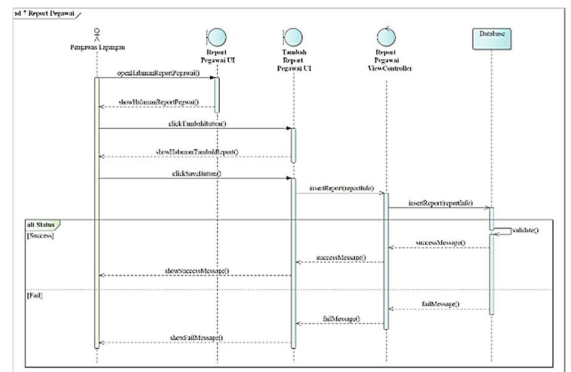 sd 7 Report Pegawai
Pengawas Lapangan
Report
Pegawai UI
Tambah
Report
Pegawai UI
Report
Pegawai
ViewController
Database
openHalamanReportPegawai()
showHalamanReportPegwai()
clickTambahButton()
showHalamanTambahReport()
clickSaveButton()
insertReport(reportInfo)
insertReport(reportInfo)
alt Status
[Success]
validate()
successMessage()
successMessage()
showSuccessMessage()
[Fail]
failMessage()
failMessage()
showFailMessage()